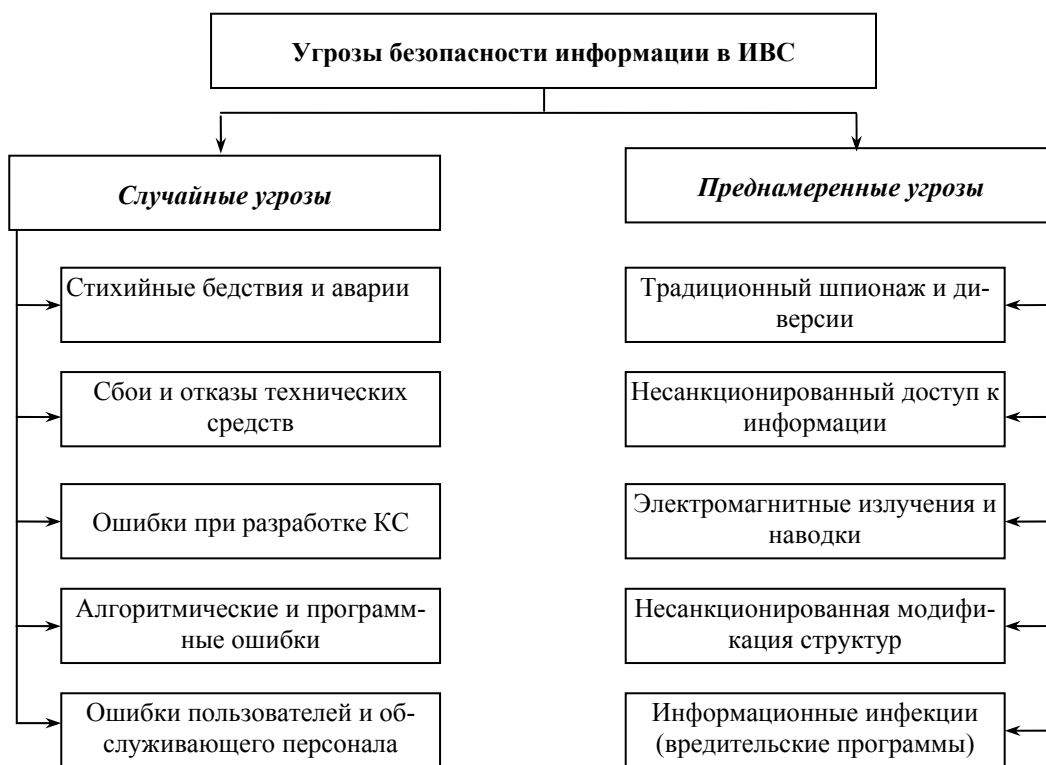 Угрозы безопасности информации в ИВС
Случайные угрозы
Стихийные бедствия и аварии
Сбои и отказы технических
средств
Ошибки при разработке КС
Алгоритмические и программ-
ные ошибки
Ошибки пользователей и об-
служивающего персонала
Преднамеренные угрозы
Традиционный шпионаж и ди-
версии
Несанкционированный доступ к
информации
Электромагнитные излучения и
наводки
Несанкционированная модифи-
кация структур
Информационные инфекции
(вредительские программы)